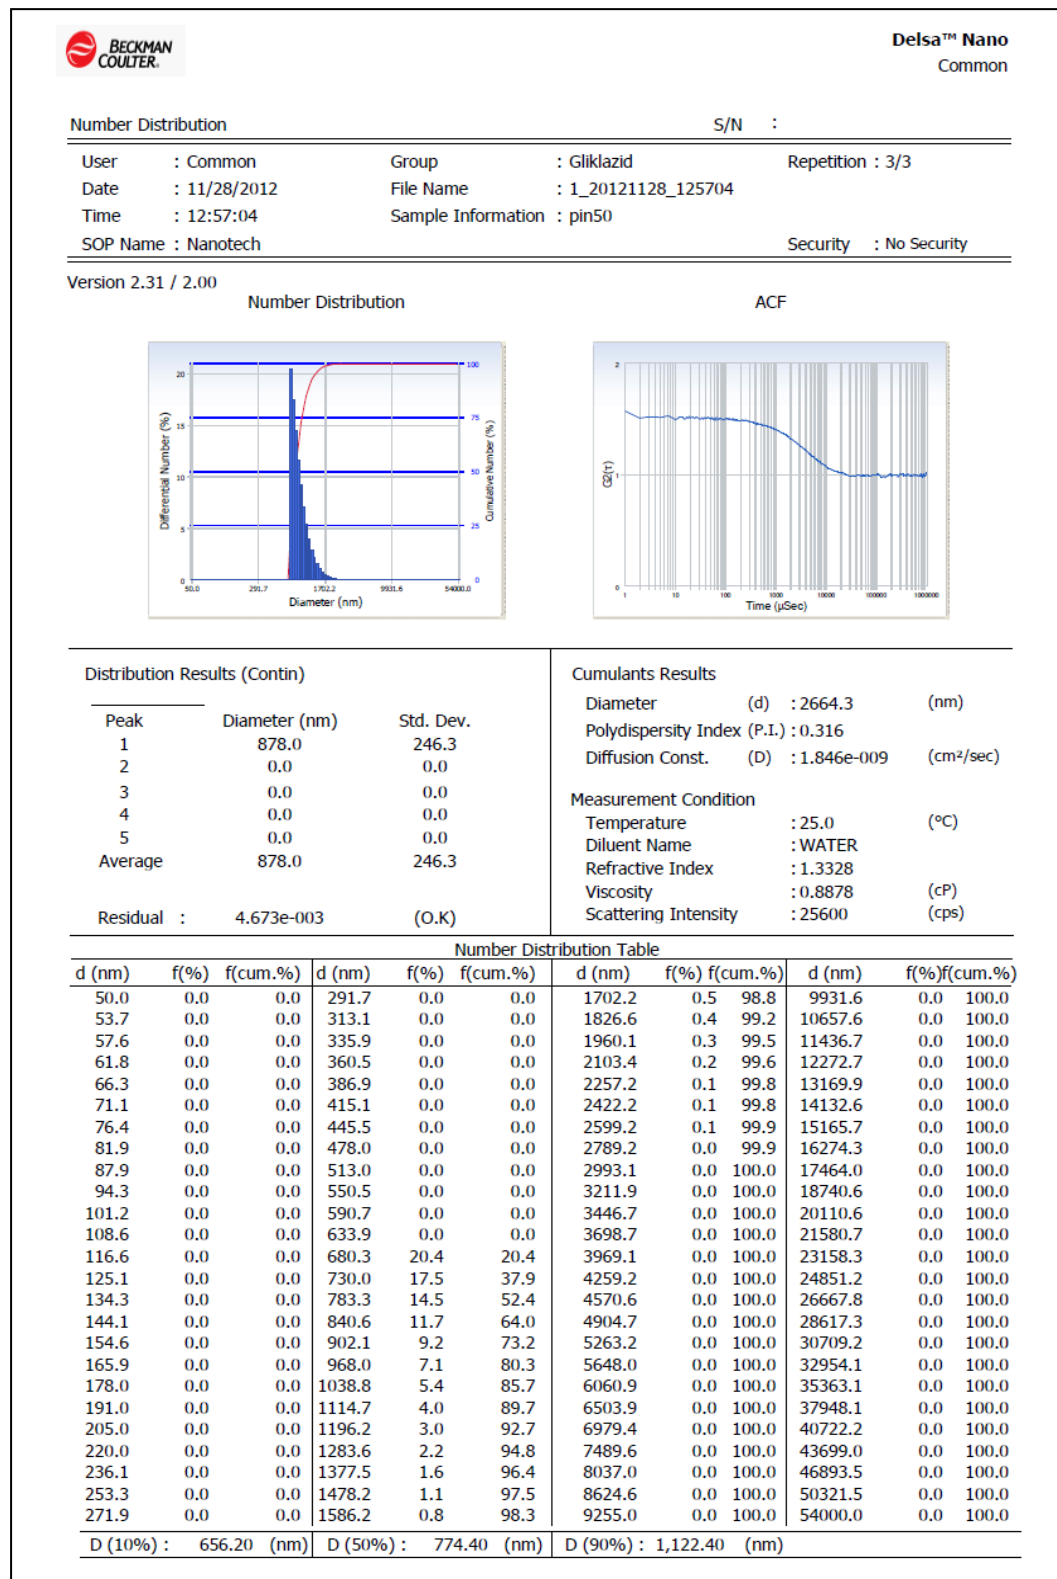 BECKMAN
COULTER.
Delsa™ Nano
Common
Number Distribution S/N :
User : Common Group : Gliklazid Repetition : 3/3
Date : 11/28/2012 File Name : 1_20121128_125704
Time : 12:57:04 Sample Information : pin50
SOP Name : Nanotech Security : No Security
Version 2.31 / 2.00
Number Distribution ACF
Differential Number (%)
20
15
10
5
0
100
75
50
25
0
Cumulative Number (%)
50.0 291.7 1702.2 9931.6 54000.0
Diameter (nm)
G2(τ)
2
1
0
1 10 100 1000 10000 100000 1000000
Time (µSec)
Distribution Results (Contin)
Peak Diameter (nm) Std. Dev.
1 878.0 246.3
2 0.0 0.0
3 0.0 0.0
4 0.0 0.0
5 0.0 0.0
Average 878.0 246.3
Residual : 4.673e-003 (O.K)
Cumulants Results
Diameter (d) : 2664.3 (nm)
Polydispersity Index (P.I.) : 0.316
Diffusion Const. (D) : 1.846e-009 (cm²/sec)
Measurement Condition
Temperature : 25.0 (°C)
Diluent Name : WATER
Refractive Index : 1.3328
Viscosity : 0.8878 (cP)
Scattering Intensity : 25600 (cps)
Number Distribution Table
d (nm) f(%) f(cum.%) d (nm) f(%) f(cum.%) d (nm) f(%) f(cum.%) d (nm) f(%)f(cum.%)
50.0 0.0 0.0 291.7 0.0 0.0 1702.2 0.5 98.8 9931.6 0.0 100.0
53.7 0.0 0.0 313.1 0.0 0.0 1826.6 0.4 99.2 10657.6 0.0 100.0
57.6 0.0 0.0 335.9 0.0 0.0 1960.1 0.3 99.5 11436.7 0.0 100.0
61.8 0.0 0.0 360.5 0.0 0.0 2103.4 0.2 99.6 12272.7 0.0 100.0
66.3 0.0 0.0 386.9 0.0 0.0 2257.2 0.1 99.8 13169.9 0.0 100.0
71.1 0.0 0.0 415.1 0.0 0.0 2422.2 0.1 99.8 14132.6 0.0 100.0
76.4 0.0 0.0 445.5 0.0 0.0 2599.2 0.1 99.9 15165.7 0.0 100.0
81.9 0.0 0.0 478.0 0.0 0.0 2789.2 0.0 99.9 16274.3 0.0 100.0
87.9 0.0 0.0 513.0 0.0 0.0 2993.1 0.0 100.0 17464.0 0.0 100.0
94.3 0.0 0.0 550.5 0.0 0.0 3211.9 0.0 100.0 18740.6 0.0 100.0
101.2 0.0 0.0 590.7 0.0 0.0 3446.7 0.0 100.0 20110.6 0.0 100.0
108.6 0.0 0.0 633.9 0.0 0.0 3698.7 0.0 100.0 21580.7 0.0 100.0
116.6 0.0 0.0 680.3 20.4 20.4 3969.1 0.0 100.0 23158.3 0.0 100.0
125.1 0.0 0.0 730.0 17.5 37.9 4259.2 0.0 100.0 24851.2 0.0 100.0
134.3 0.0 0.0 783.3 14.5 52.4 4570.6 0.0 100.0 26667.8 0.0 100.0
144.1 0.0 0.0 840.6 11.7 64.0 4904.7 0.0 100.0 28617.3 0.0 100.0
154.6 0.0 0.0 902.1 9.2 73.2 5263.2 0.0 100.0 30709.2 0.0 100.0
165.9 0.0 0.0 968.0 7.1 80.3 5648.0 0.0 100.0 32954.1 0.0 100.0
178.0 0.0 0.0 1038.8 5.4 85.7 6060.9 0.0 100.0 35363.1 0.0 100.0
191.0 0.0 0.0 1114.7 4.0 89.7 6503.9 0.0 100.0 37948.1 0.0 100.0
205.0 0.0 0.0 1196.2 3.0 92.7 6979.4 0.0 100.0 40722.2 0.0 100.0
220.0 0.0 0.0 1283.6 2.2 94.8 7489.6 0.0 100.0 43699.0 0.0 100.0
236.1 0.0 0.0 1377.5 1.6 96.4 8037.0 0.0 100.0 46893.5 0.0 100.0
253.3 0.0 0.0 1478.2 1.1 97.5 8624.6 0.0 100.0 50321.5 0.0 100.0
271.9 0.0 0.0 1586.2 0.8 98.3 9255.0 0.0 100.0 54000.0 0.0 100.0
D (10%) : 656.20 (nm) D (50%) : 774.40 (nm) D (90%) : 1,122.40 (nm)